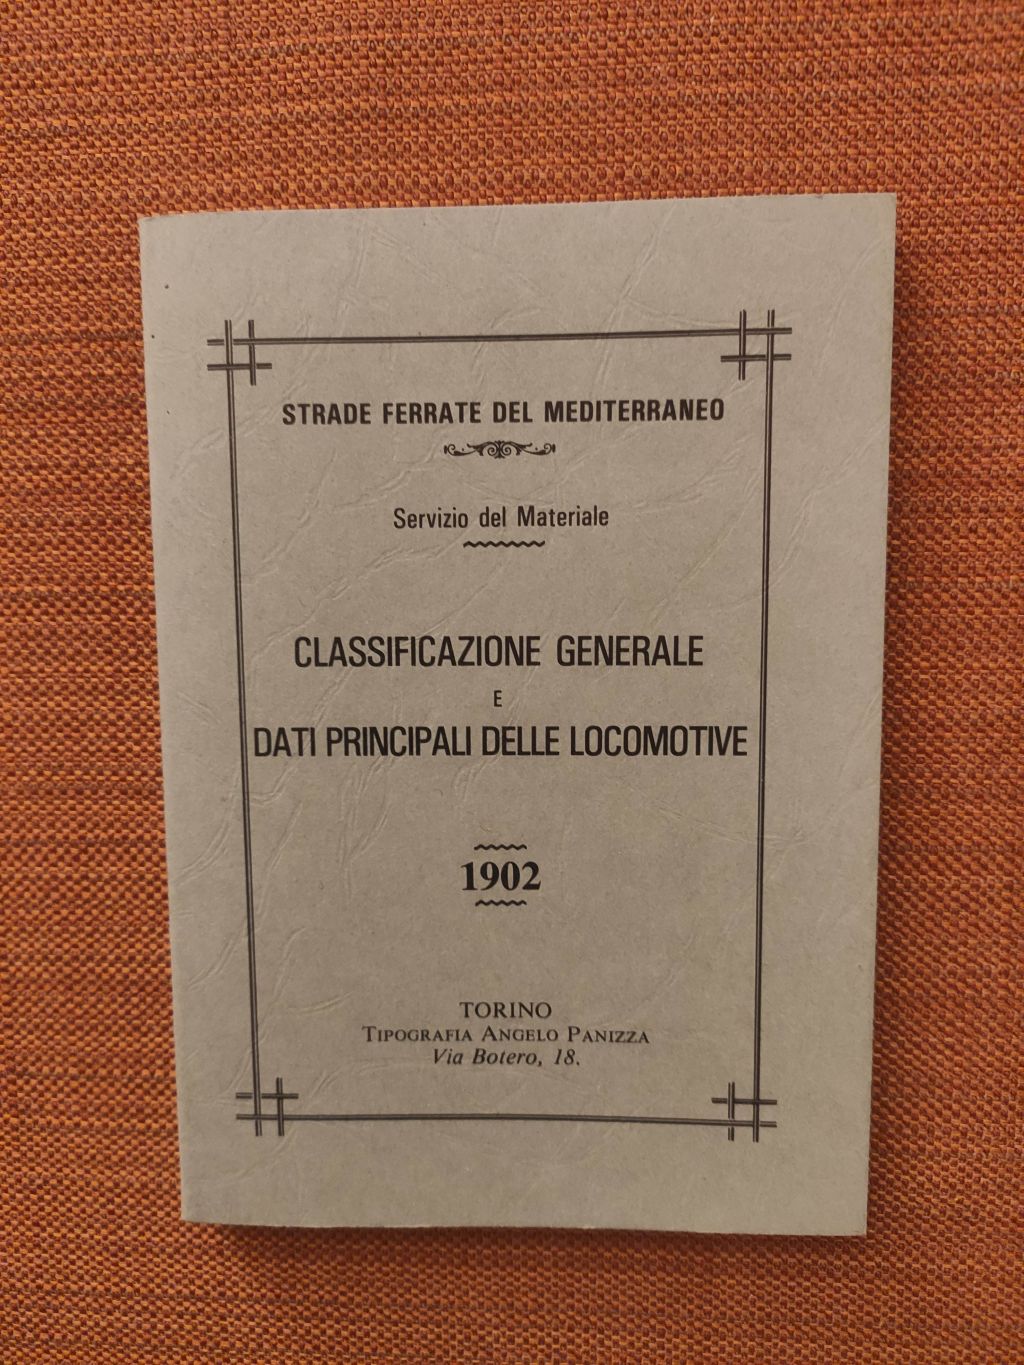 STRADE FERRATE DEL MEDITERRANEO
Servizio del Materiale
CLASSIFICAZIONE GENERALE
E
DATI PRINCIPALI DELLE LOCOMOTIVE
1902
TORINO
TIPOGRAFIA ANGELO PANIZZA
Via Botero, 18.